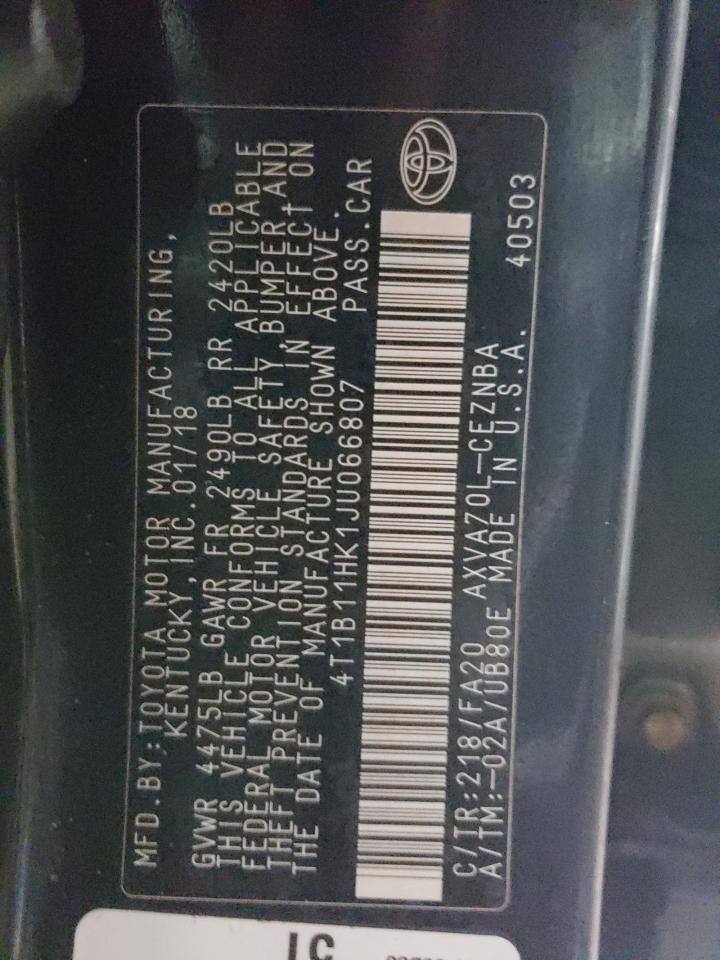 MFD.BY:TOYOTA MOTOR MANUFACTURING,
KENTUCKY,INC.01/18
GVWR 4475LB GAWR FR 2490LB RR 2420LB
THIS VEHICLE CONFORMS TO ALL APPLICABLE
FEDERAL MOTOR VEHICLE SAFETY,BUMPER,AND
THEFT PREVENTION STANDARDS IN EFFECT ON
THE DATE OF MANUFACTURE SHOWN ABOVE.
4T1B11HK1JU066807 PASS.CAR
C/TR:218/FA20 AXVA70L-CEZNBA
A/TM:-02A/UB80E MADE IN U.S.A. 40503